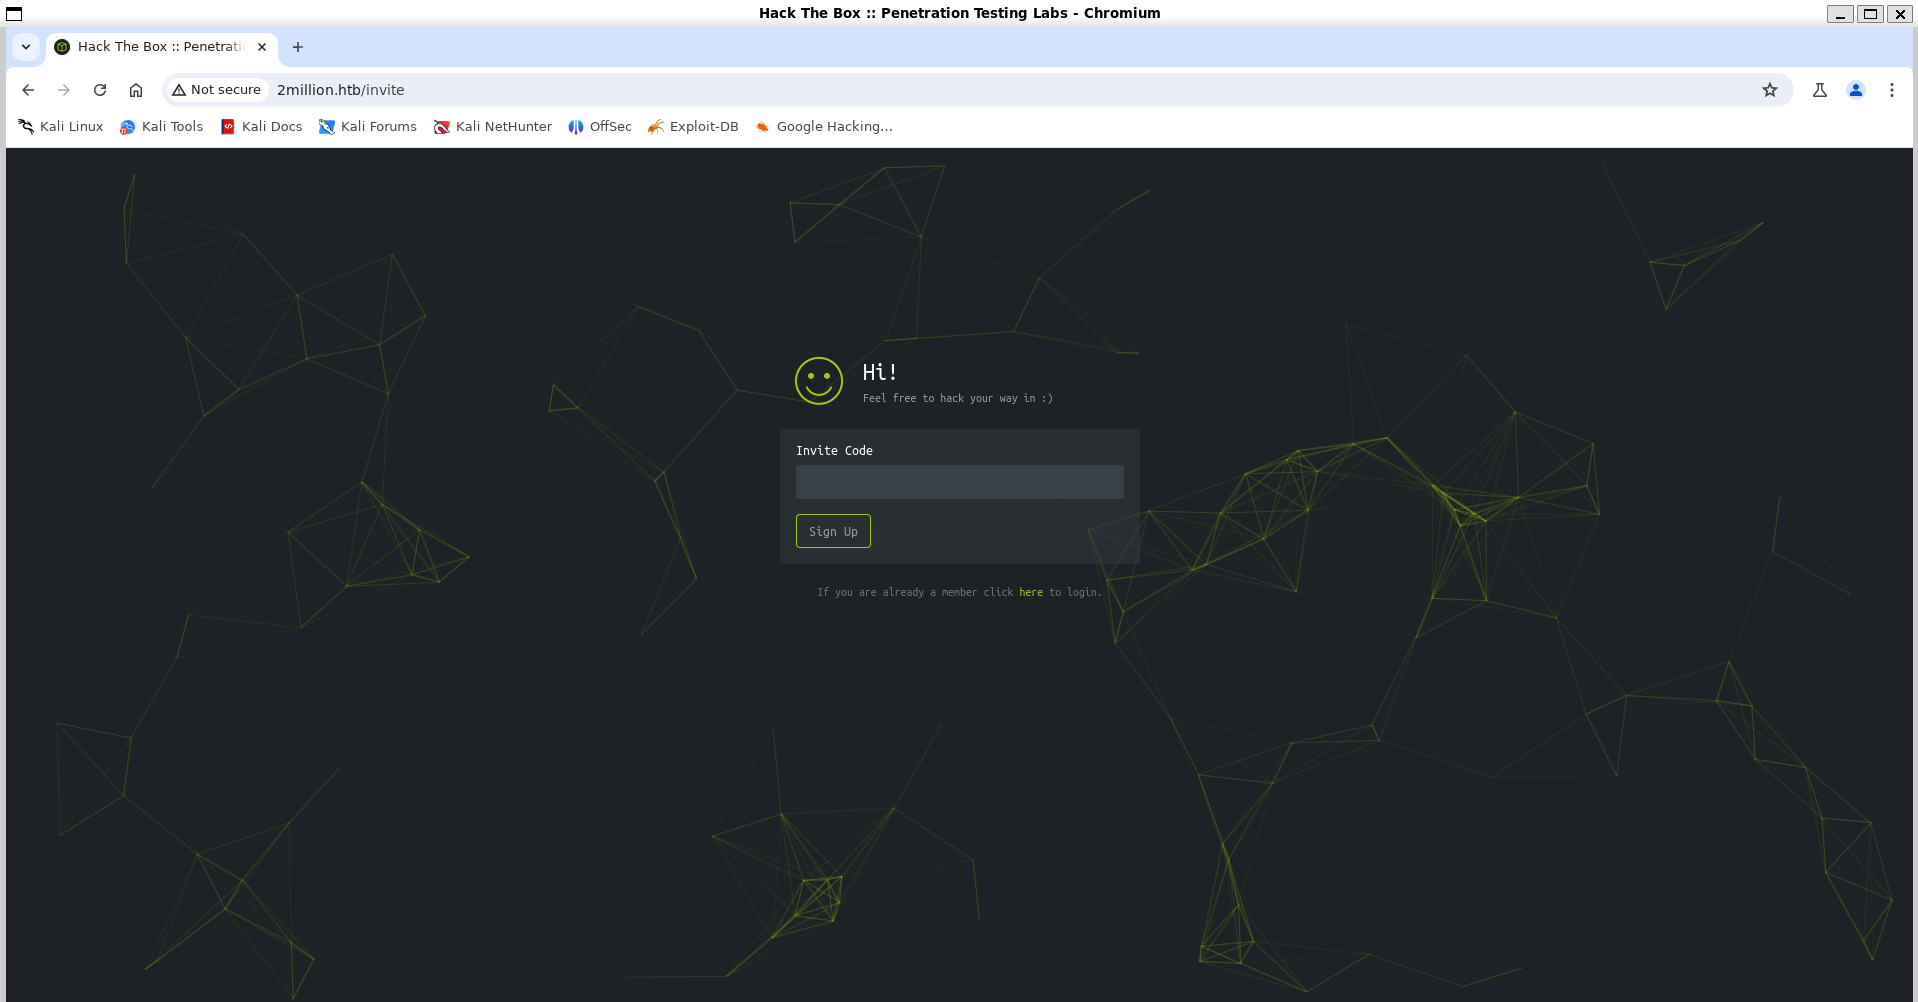 Hack The Box :: Penetration Testing Labs - Chromium
Hack The Box :: Penetrati
Not secure 2million.htb/invite
Kali Linux Kali Tools Kali Docs Kali Forums Kali NetHunter OffSec Exploit-DB Google Hacking...
Hi!
Feel free to hack your way in :)
Invite Code
Sign Up
If you are already a member click here to login.